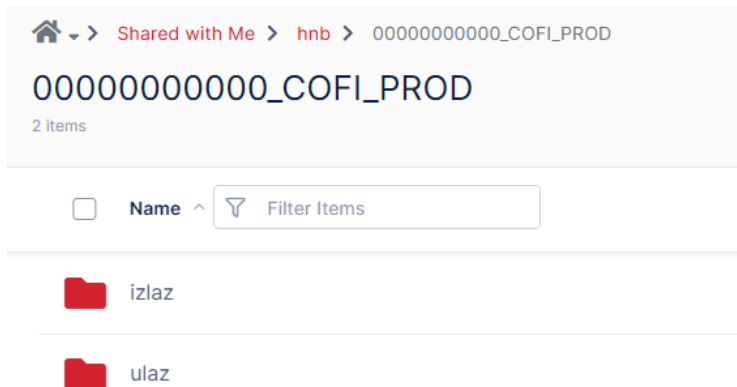 Shared with Me > hnb > 00000000000_COFI_PROD
00000000000_COFI_PROD
2 items
Name Filter Items
izlaz
ulaz